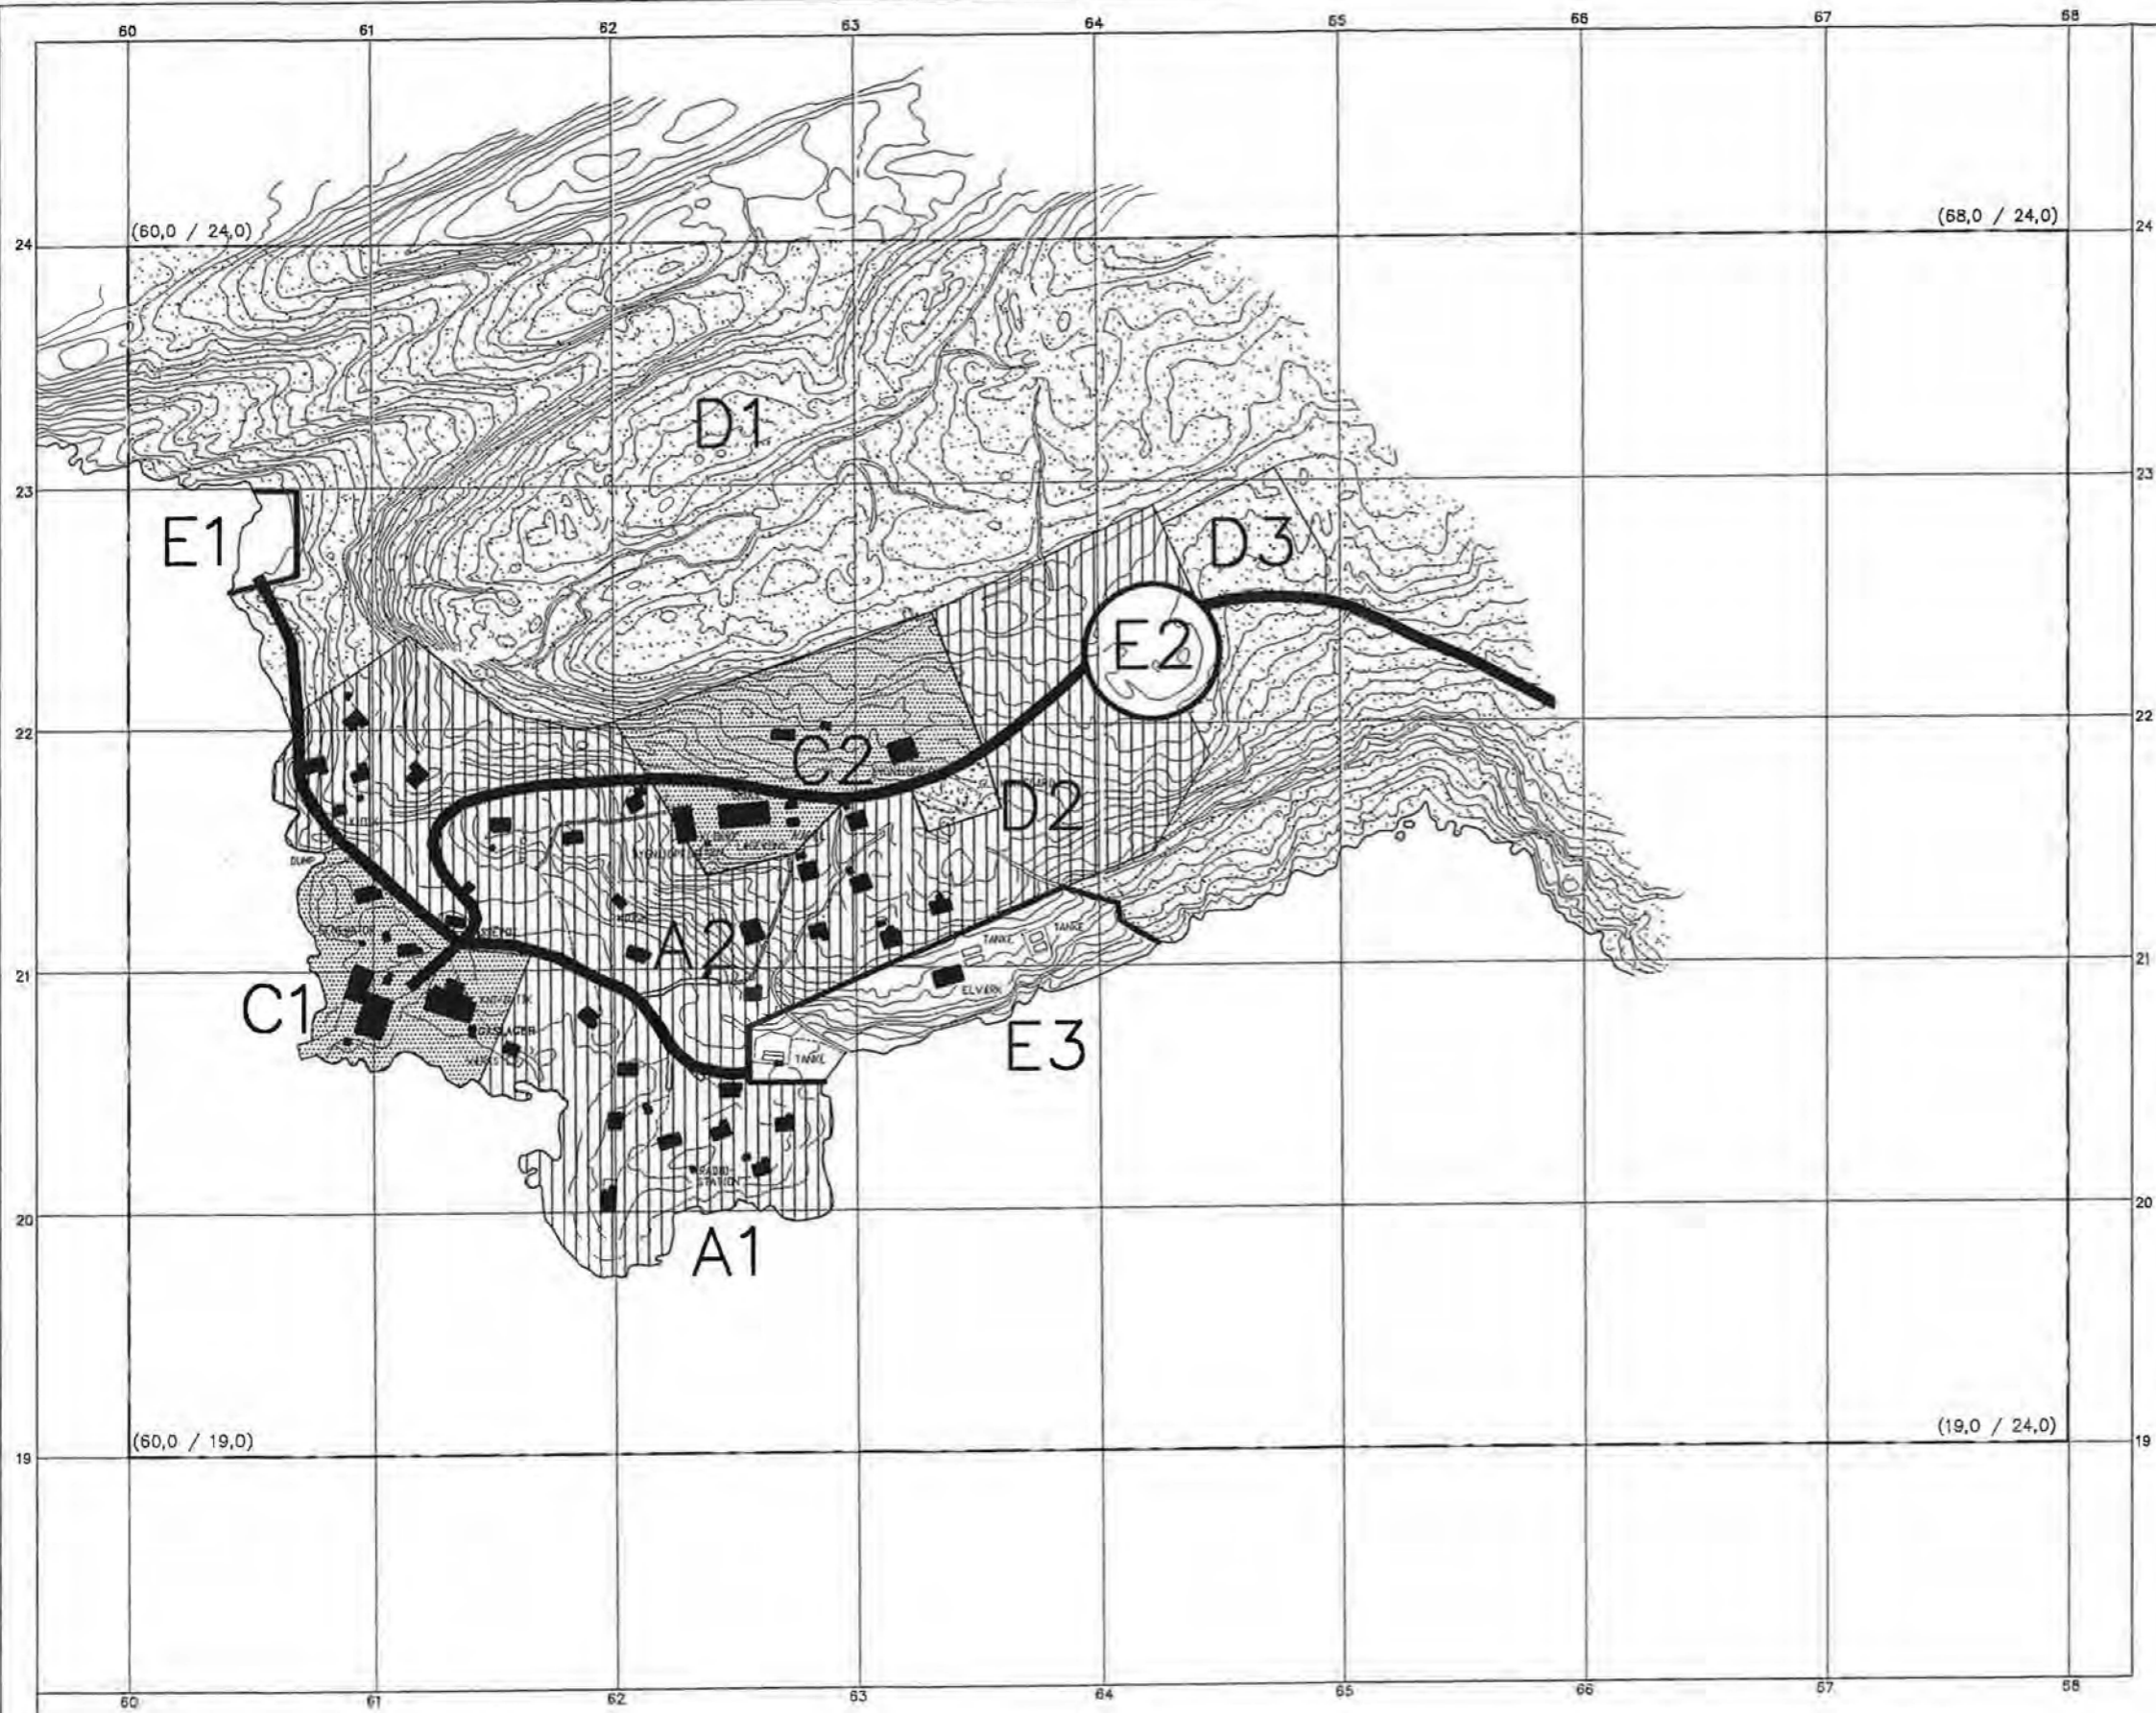 60 61 62 63 64 65 66 67 68
24 (60,0 / 24,0) (68,0 / 24,0) 24
D1
23 23
E1 D3
E2
22 22
C2
D2
DUMP
A2
TANKE TANKE
21 21
ELVÆRK
C1
GASLAGER
TANKE
E3
RADIO-
STATION
20 20
A1
(60,0 / 19,0) (19,0 / 24,0)
19 19
60 61 62 63 64 65 66 67 68